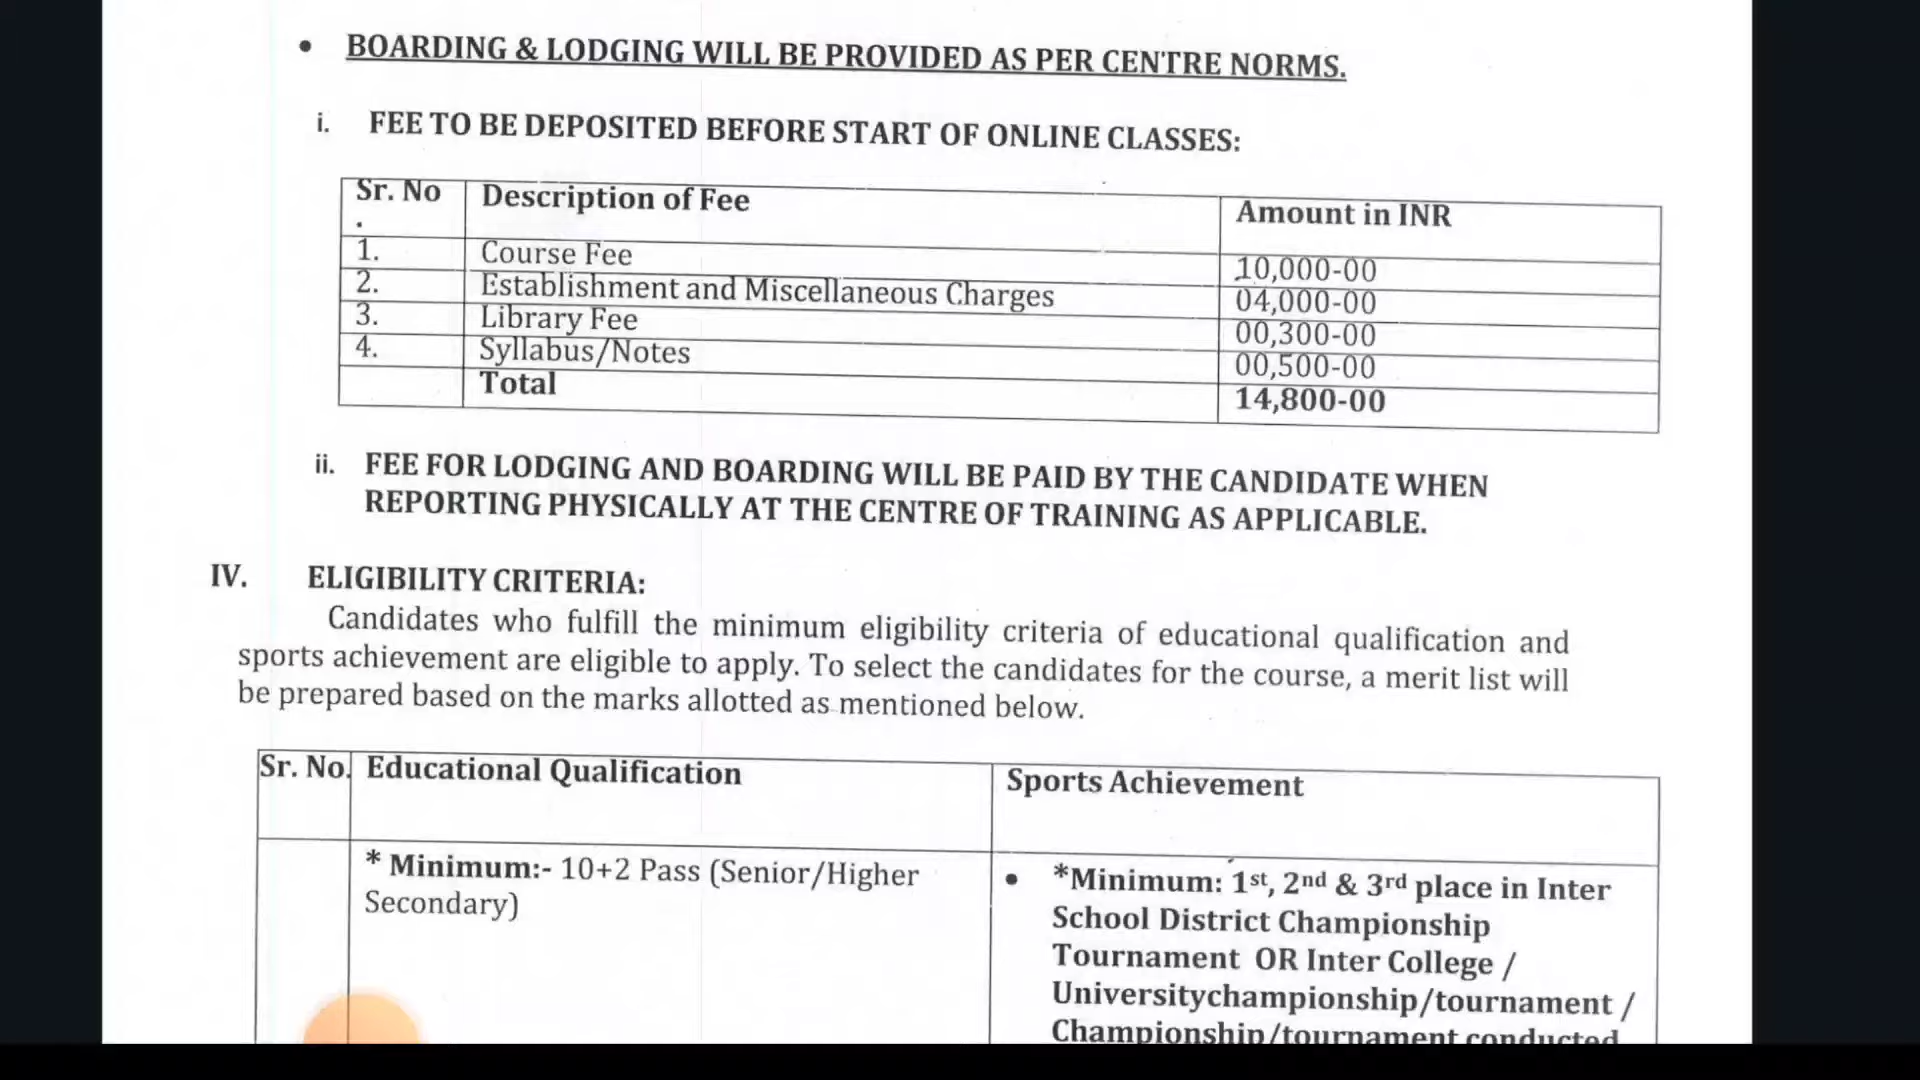 • BOARDING & LODGING WILL BE PROVIDED AS PER CENTRE NORMS.
i. FEE TO BE DEPOSITED BEFORE START OF ONLINE CLASSES:
Sr. No. Description of Fee Amount in INR
1. Course Fee 10,000-00
2. Establishment and Miscellaneous Charges 04,000-00
3. Library Fee 00,300-00
4. Syllabus/Notes 00,500-00
Total 14,800-00
ii. FEE FOR LODGING AND BOARDING WILL BE PAID BY THE CANDIDATE WHEN
REPORTING PHYSICALLY AT THE CENTRE OF TRAINING AS APPLICABLE.
IV. ELIGIBILITY CRITERIA:
Candidates who fulfill the minimum eligibility criteria of educational qualification and
sports achievement are eligible to apply. To select the candidates for the course, a merit list will
be prepared based on the marks allotted as mentioned below.
Sr. No. Educational Qualification Sports Achievement
* Minimum:- 10+2 Pass (Senior/Higher
Secondary)
• *Minimum: 1st, 2nd & 3rd place in Inter
School District Championship
Tournament OR Inter College /
Universitychampionship/tournament /
Championship/tournament conducted